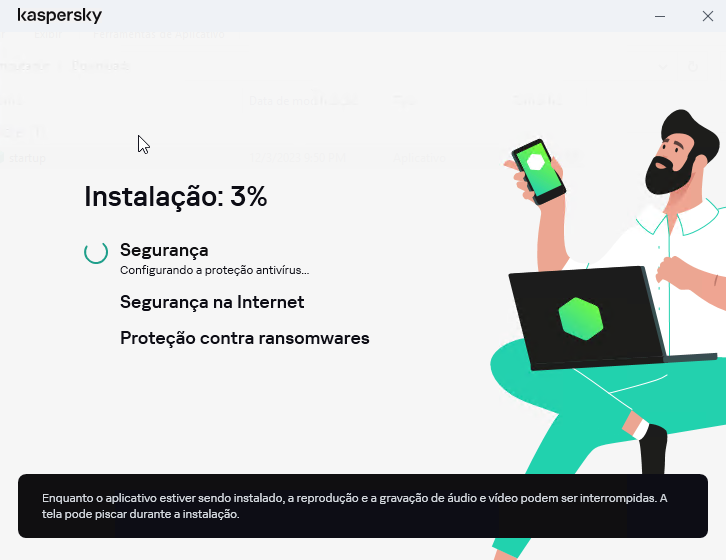 kaspersky
Instalação: 3%
Segurança
Configurando a proteção antivírus...
Segurança na Internet
Proteção contra ransomwares
Enquanto o aplicativo estiver sendo instalado, a reprodução e a gravação de áudio e vídeo podem ser interrompidas. A
tela pode piscar durante a instalação.